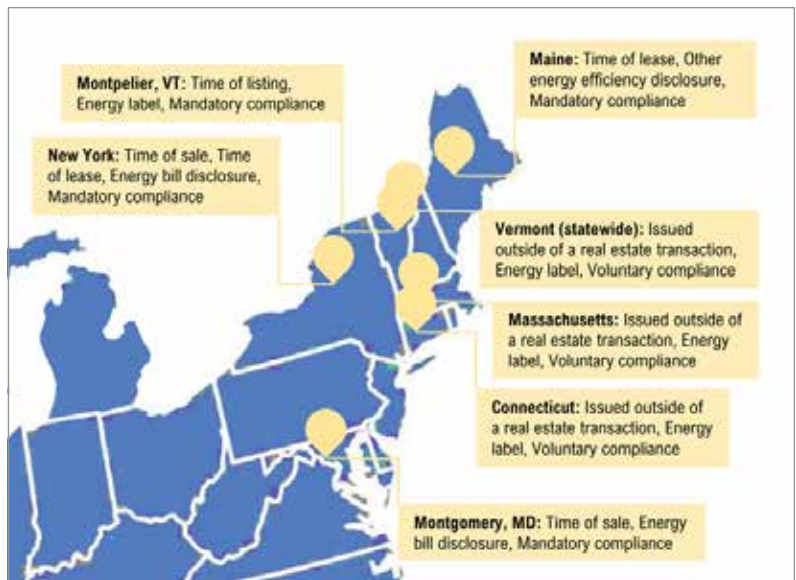 Maine: Time of lease, Other
energy efficiency disclosure,
Mandatory compliance
Montpelier, VT: Time of listing,
Energy label, Mandatory compliance
New York: Time of sale, Time
of lease, Energy bill disclosure,
Mandatory compliance
Vermont (statewide): Issued
outside of a real estate transaction,
Energy label, Voluntary compliance
Massachusetts: Issued outside of
a real estate transaction, Energy
label, Voluntary compliance
Connecticut: Issued outside of
a real estate transaction, Energy
label, Voluntary compliance
Montgomery, MD: Time of sale, Energy
bill disclosure, Mandatory compliance